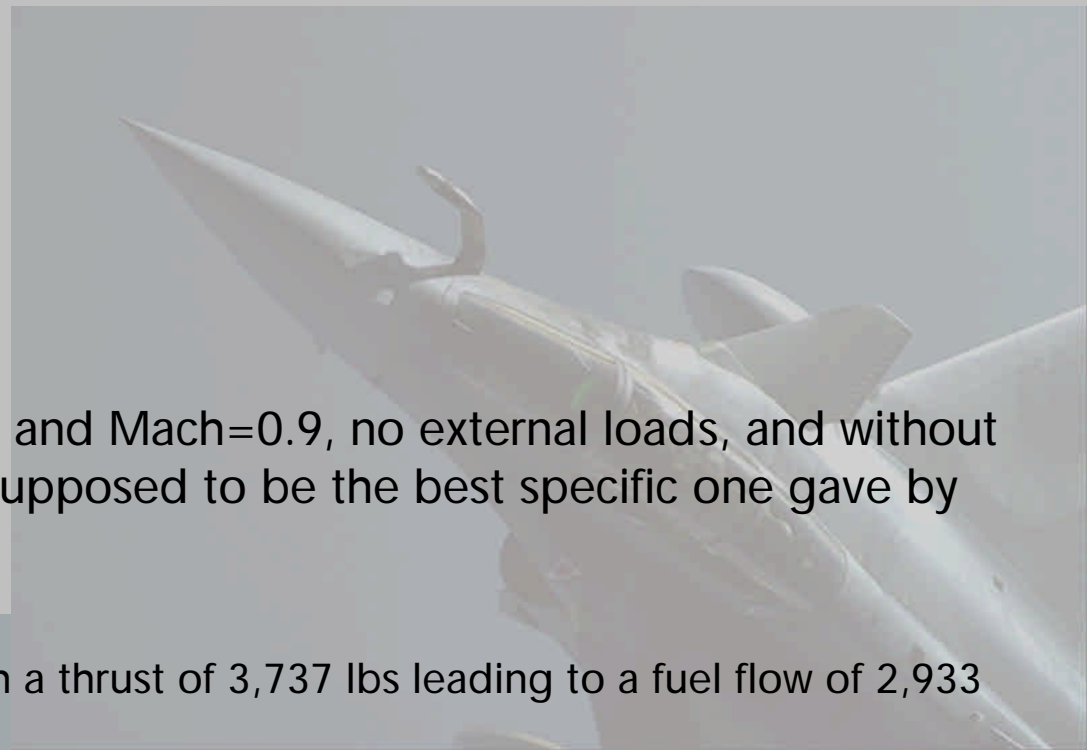 and Mach=0.9, no external loads, and without
upposed to be the best specific one gave by
a thrust of 3,737 lbs leading to a fuel flow of 2,933